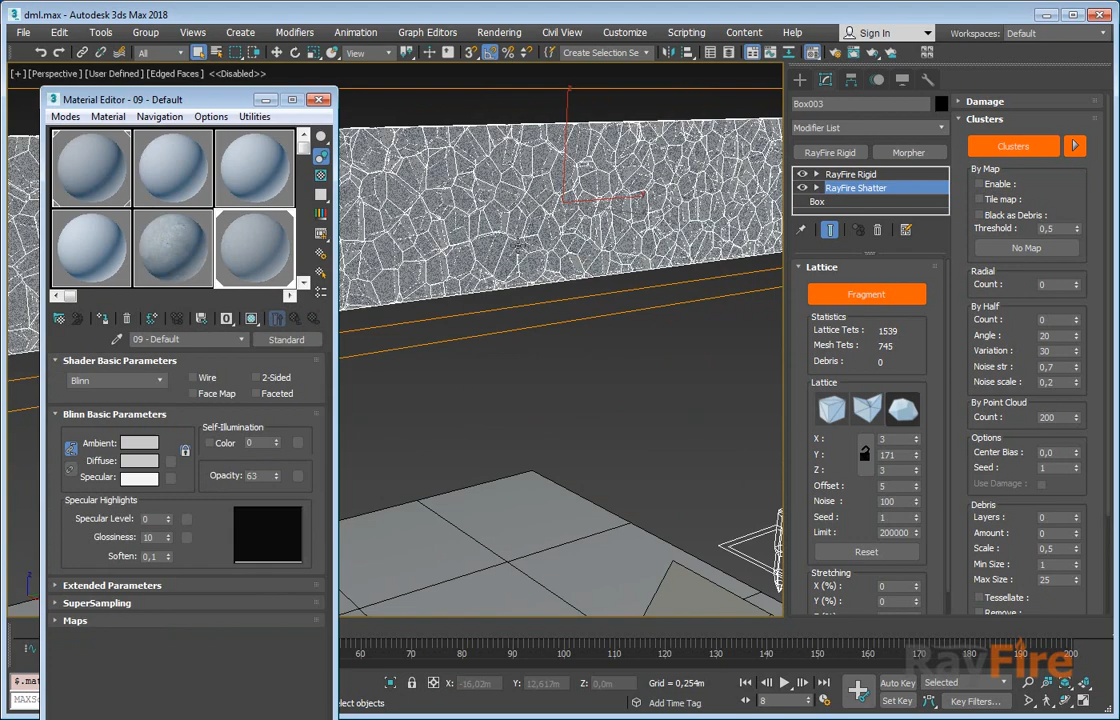 dml.max - Autodesk 3ds Max 2018
File Edit Tools Group Views Create Modifiers Animation Graph Editors Rendering Civil View Customize Scripting Content Help Sign In Workspaces: Default
All View Create Selection Se
[+] [Perspective] [User Defined] [Edged Faces] <<Disabled>>
Material Editor - 09 - Default
Modes Material Navigation Options Utilities
09 - Default Standard
Shader Basic Parameters
Blinn Wire 2-Sided
Face Map Faceted
Blinn Basic Parameters
Self-Illumination
Ambient: Color 0
Diffuse:
Specular: Opacity: 63
Specular Highlights
Specular Level: 0
Glossiness: 10
Soften: 0,1
Extended Parameters
SuperSampling
Maps
Box003
Modifier List
RayFire Rigid Morpher
RayFire Rigid
RayFire Shatter
Box
Lattice
Fragment
Statistics
Lattice Tets: 1539
Mesh Tets: 745
Debris: 0
Lattice
X : 3
Y : 171
Z : 3
Offset : 5
Noise : 100
Seed : 1
Limit : 200000
Reset
Stretching
X (%) : 0
Y (%) : 0
Damage
Clusters
Clusters
By Map
Enable :
Tile map :
Black as Debris :
Threshold : 0,5
No Map
Radial
Count : 0
By Half
Count : 0
Angle : 20
Variation : 30
Noise str : 0,7
Noise scale : 0,2
By Point Cloud
Count : 200
Options
Center Bias : 0,0
Seed : 1
Use Damage :
Debris
Layers : 0
Amount : 0
Scale : 0,5
Min Size : 1
Max Size : 25
Tessellate :
Remove :
60 70 80 90 100 110 120 130 140 150 160 170 180 190 200
RayFire
X: -16,02m Y: 12,617m Z: 0,0m Grid = 0,254m
Auto Key Selected
Set Key Key Filters...
8
elect objects
Add Time Tag
MAXSc